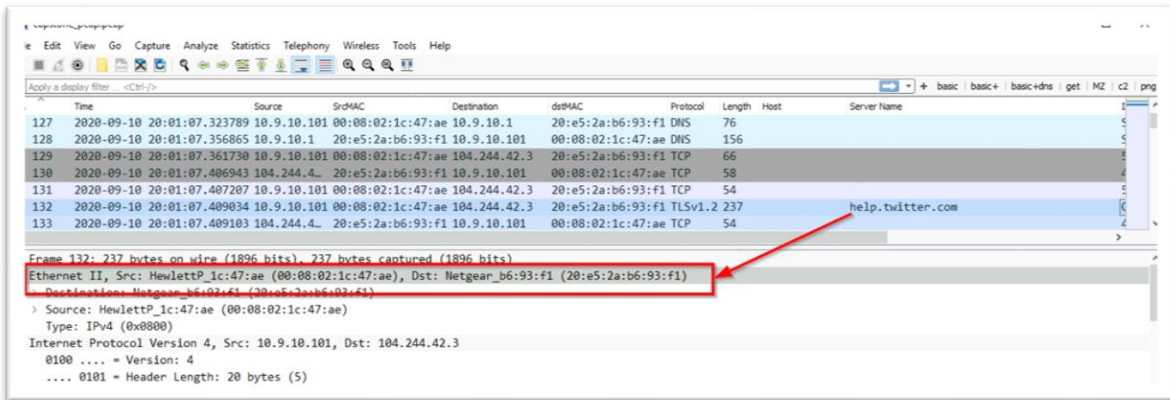 capstone_pcap.pcap
Edit View Go Capture Analyze Statistics Telephony Wireless Tools Help
Apply a display filter ... <Ctrl-/> + basic basic+ basic+dns get MZ c2 png
Time Source SrcMAC Destination dstMAC Protocol Length Host Server Name
127 2020-09-10 20:01:07.323789 10.9.10.101 00:08:02:1c:47:ae 10.9.10.1 20:e5:2a:b6:93:f1 DNS 76
128 2020-09-10 20:01:07.356865 10.9.10.1 20:e5:2a:b6:93:f1 10.9.10.101 00:08:02:1c:47:ae DNS 156
129 2020-09-10 20:01:07.361730 10.9.10.101 00:08:02:1c:47:ae 104.244.42.3 20:e5:2a:b6:93:f1 TCP 66
130 2020-09-10 20:01:07.406943 104.244.4… 20:e5:2a:b6:93:f1 10.9.10.101 00:08:02:1c:47:ae TCP 58
131 2020-09-10 20:01:07.407207 10.9.10.101 00:08:02:1c:47:ae 104.244.42.3 20:e5:2a:b6:93:f1 TCP 54
132 2020-09-10 20:01:07.409034 10.9.10.101 00:08:02:1c:47:ae 104.244.42.3 20:e5:2a:b6:93:f1 TLSv1.2 237 help.twitter.com
133 2020-09-10 20:01:07.409103 104.244.4… 20:e5:2a:b6:93:f1 10.9.10.101 00:08:02:1c:47:ae TCP 54
Frame 132: 237 bytes on wire (1896 bits), 237 bytes captured (1896 bits)
Ethernet II, Src: HewlettP_1c:47:ae (00:08:02:1c:47:ae), Dst: Netgear_b6:93:f1 (20:e5:2a:b6:93:f1)
> Destination: Netgear_b6:93:f1 (20:e5:2a:b6:93:f1)
> Source: HewlettP_1c:47:ae (00:08:02:1c:47:ae)
Type: IPv4 (0x0800)
Internet Protocol Version 4, Src: 10.9.10.101, Dst: 104.244.42.3
0100 .... = Version: 4
.... 0101 = Header Length: 20 bytes (5)